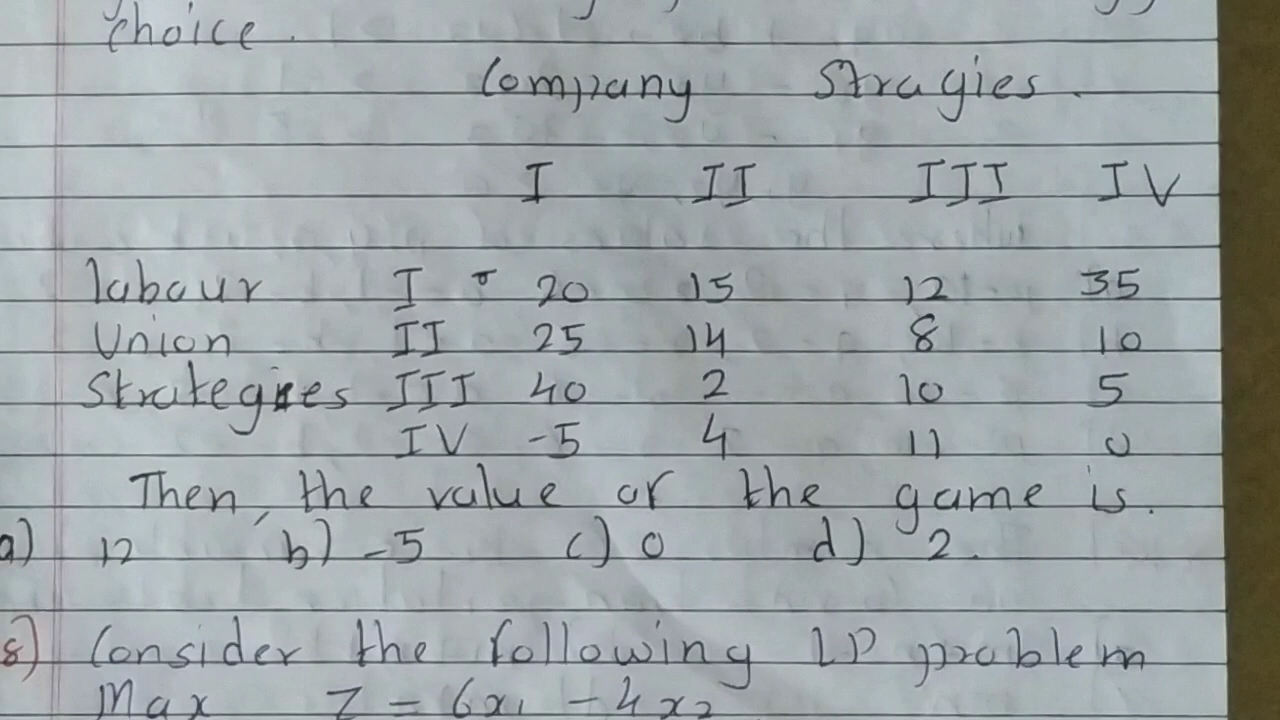 choice.
Company Stragies.
I II III IV
labour I 20 15 12 35
Union II 25 14 8 10
Strategies III 40 2 10 5
IV -5 4 11 0
Then, the value of the game is.
a) 12 b) -5 c) 0 d) 2.
8) Consider the following LP problem
Max Z = 6x1 - 4x2